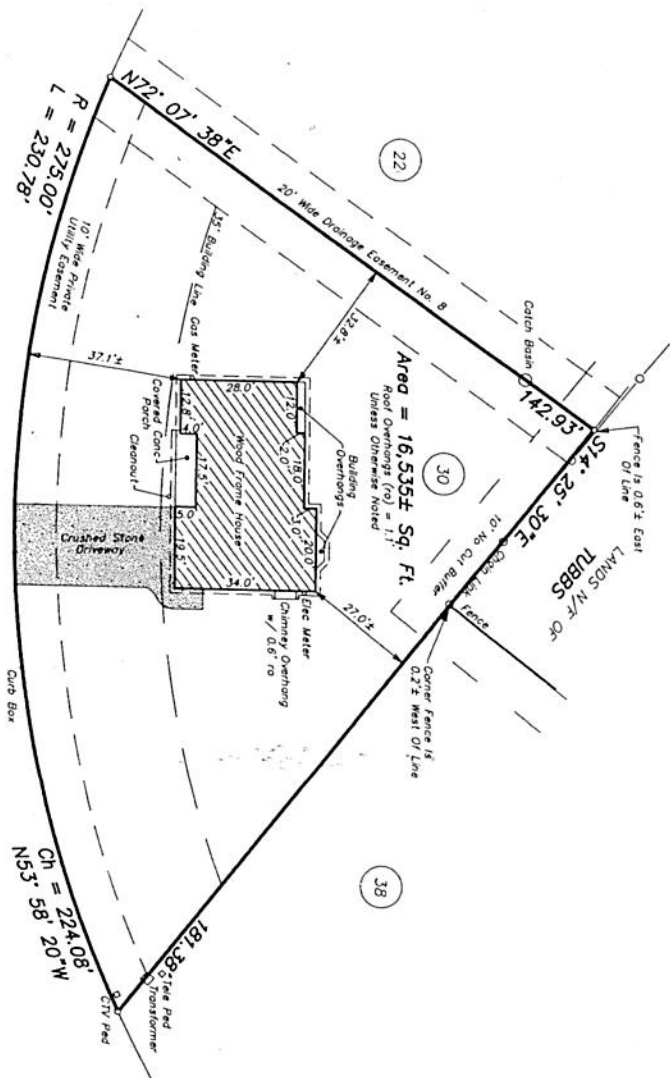 N72° 07' 38"E
R = 275.00'
L = 230.78'
22
20' Wide Drainage Easement No. 8
Catch Basin
142.93'
Fence Is 0.6'± East
Of Line
S14° 25' 30"E
LANDS N/F OF
TUBBS
10' No Cut Buffer
Chain Link
Fence
Corner Fence Is
0.2'± West Of Line
10' Wide Private
Utility Easement
35' Building Line
Gas Meter
37.1'±
32.8'±
Area = 16,535± Sq. Ft.
Roof Overhangs (ro) = 1.1'
Unless Otherwise Noted
30
Building
Overhangs
28.0'
12.0'
12.8'
4.0'
2.0'
18.0'
17.5'
Wood Frame House
3.0'
20.0'
5.0'
19.5'
34.0'
Covered Conc.
Porch
Cleanout
Crushed Stone
Driveway
Elec Meter
Chimney Overhang
w/ 0.6' ro
27.0'±
38
Curb Box
Ch = 224.08'
N53° 58' 20"W
181.38'
Tele Ped
Transformer
CTV Ped